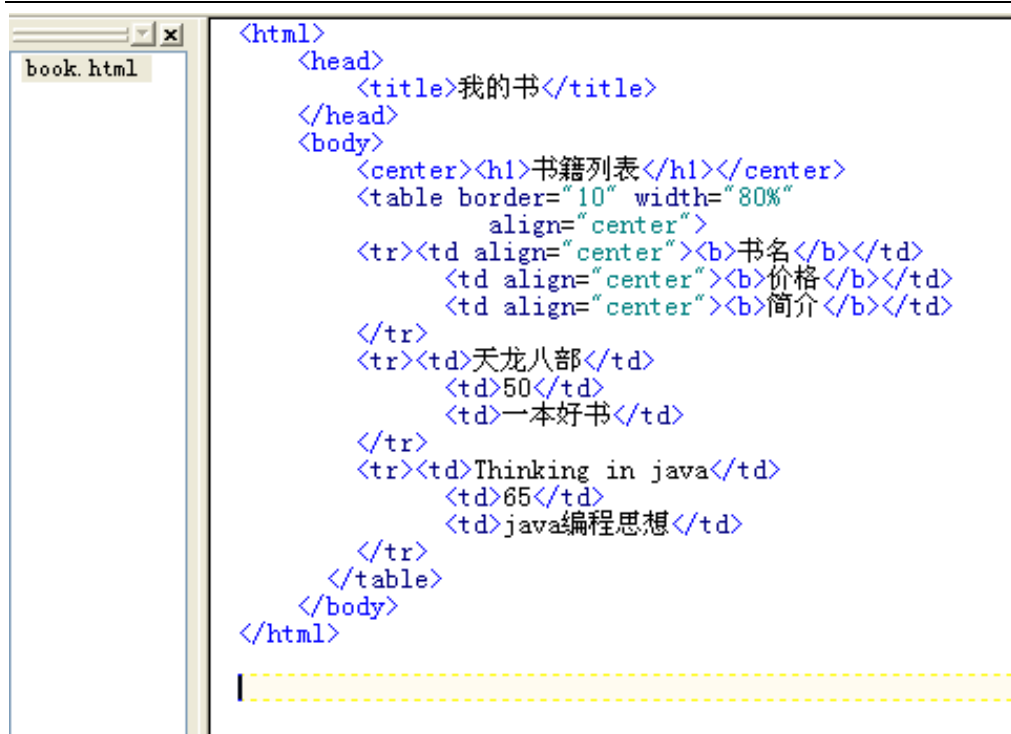 book.html
<html>
<head>
<title>我的书</title>
</head>
<body>
<center><h1>书籍列表</h1></center>
<table border="10" width="80%"
align="center">
<tr><td align="center"><b>书名</b></td>
<td align="center"><b>价格</b></td>
<td align="center"><b>简介</b></td>
</tr>
<tr><td>天龙八部</td>
<td>50</td>
<td>一本好书</td>
</tr>
<tr><td>Thinking in java</td>
<td>65</td>
<td>java编程思想</td>
</tr>
</table>
</body>
</html>